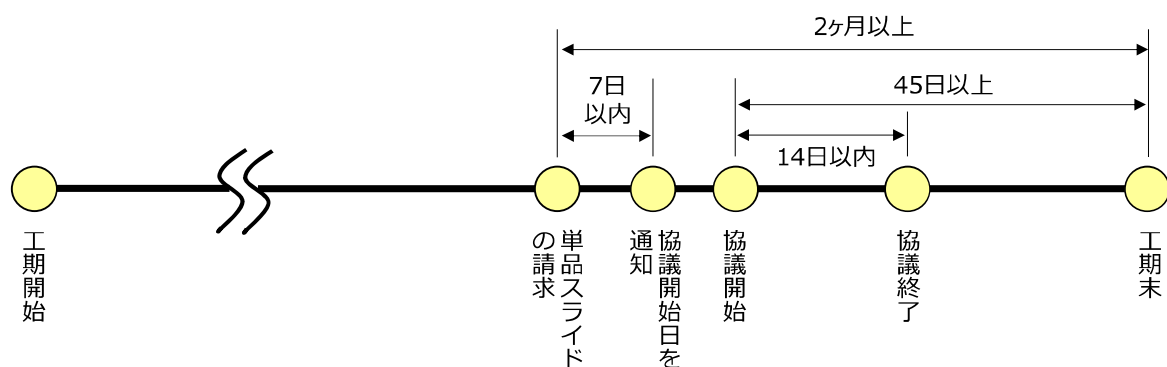 2ヶ月以上
7日
以内
45日以上
14日以内
工期開始
単品スライド
の請求
協議開始日を
通知
協議開始
協議終了
工期末